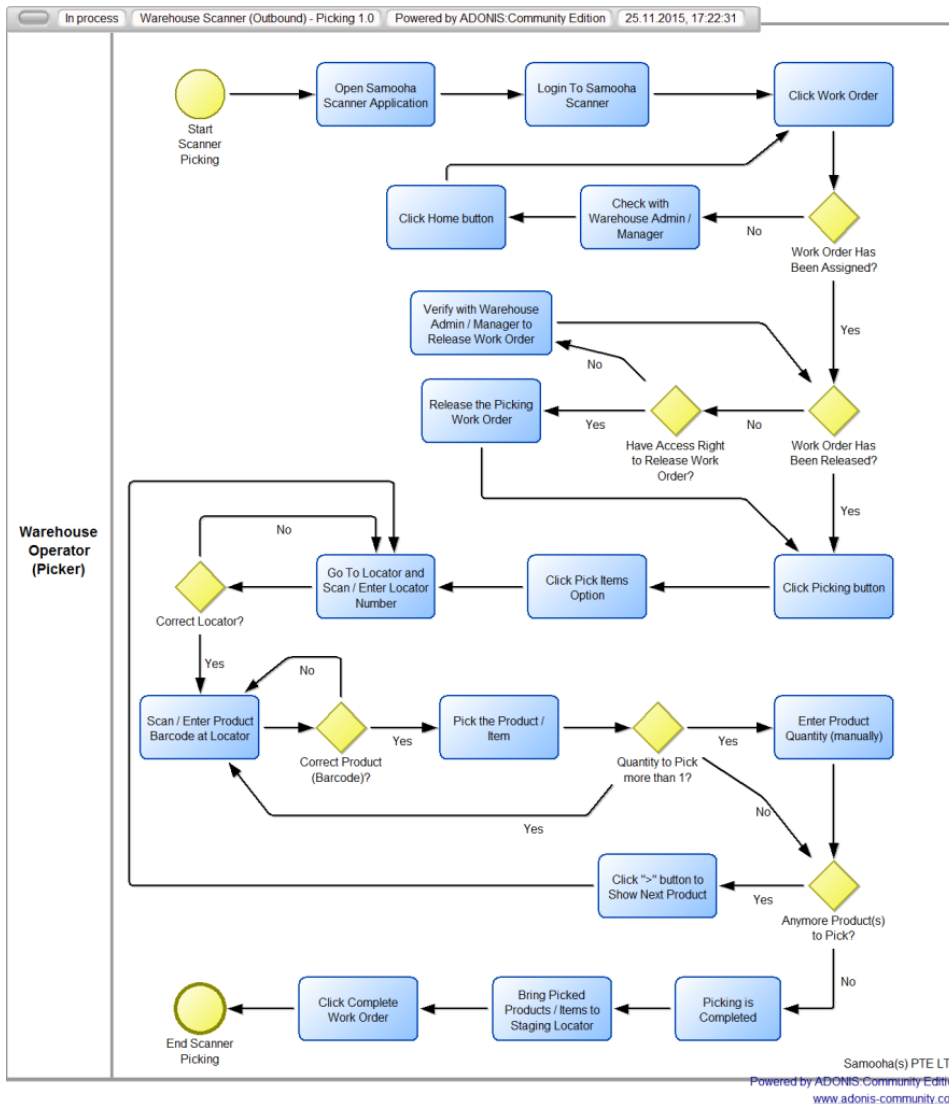 In process
Warehouse Scanner (Outbound) - Picking 1.0
Powered by ADONIS:Community Edition
25.11.2015, 17:22:31
Warehouse
Operator
(Picker)
Start
Scanner
Picking
Open Samooha
Scanner Application
Login To Samooha
Scanner
Click Work Order
Click Home button
Check with
Warehouse Admin /
Manager
No
Work Order Has
Been Assigned?
Yes
Verify with Warehouse
Admin / Manager to
Release Work Order
No
Release the Picking
Work Order
Yes
Have Access Right
to Release Work
Order?
No
Work Order Has
Been Released?
Yes
No
Correct Locator?
Go To Locator and
Scan / Enter Locator
Number
Click Pick Items
Option
Click Picking button
Yes
No
Scan / Enter Product
Barcode at Locator
Correct Product
(Barcode)?
Yes
Pick the Product /
Item
Quantity to Pick
more than 1?
Yes
Enter Product
Quantity (manually)
No
Yes
Click ">" button to
Show Next Product
Yes
Anymore Product(s)
to Pick?
No
End Scanner
Picking
Click Complete
Work Order
Bring Picked
Products / Items to
Staging Locator
Picking is
Completed
Samooha(s) PTE LT
Powered by ADONIS:Community Editi
www.adonis-community.co